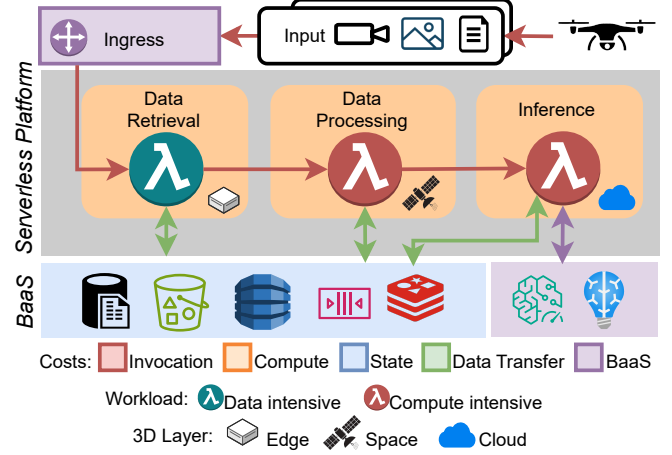 Ingress
Input
Serverless Platform
Data
Retrieval
Data
Processing
Inference
BaaS
Costs: Invocation Compute State Data Transfer BaaS
Workload: Data intensive Compute intensive
3D Layer: Edge Space Cloud